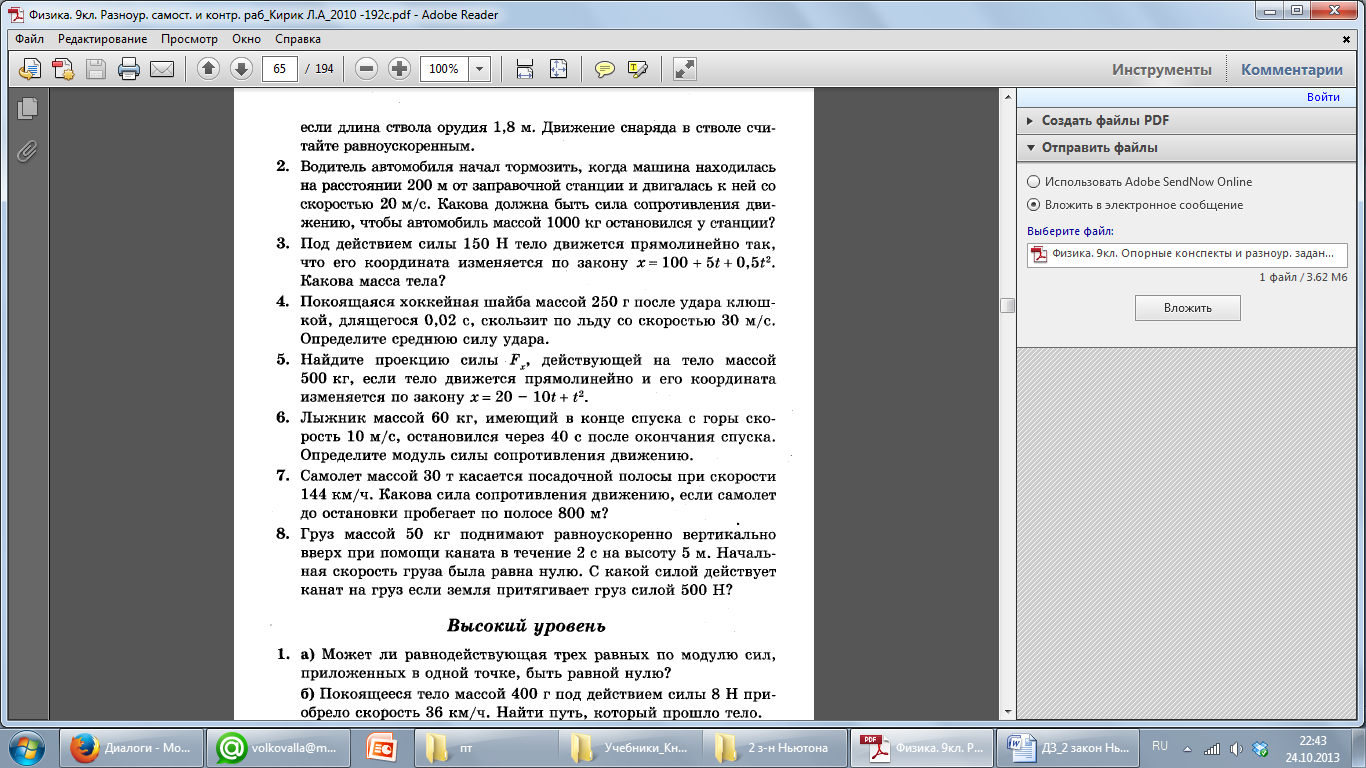 Физика. 9кл. Разноур. самост. и контр. раб_Кирик Л.А_2010 -192с.pdf - Adobe Reader
Файл Редактирование Просмотр Окно Справка
65 / 194 100% Инструменты Комментарии
Войти
Создать файлы PDF
Отправить файлы
Использовать Adobe SendNow Online
Вложить в электронное сообщение
Выберите файл:
Физика. 9кл. Опорные конспекты и разноур. задан...
1 файл / 3.62 Мб
Вложить
если длина ствола орудия 1,8 м. Движение снаряда в стволе счи-
тайте равноускоренным.
2. Водитель автомобиля начал тормозить, когда машина находилась
на расстоянии 200 м от заправочной станции и двигалась к ней со
скоростью 20 м/с. Какова должна быть сила сопротивления дви-
жению, чтобы автомобиль массой 1000 кг остановился у станции?
3. Под действием силы 150 Н тело движется прямолинейно так,
что его координата изменяется по закону x = 100 + 5t + 0,5t².
Какова масса тела?
4. Покоящаяся хоккейная шайба массой 250 г после удара клюш-
кой, длящегося 0,02 с, скользит по льду со скоростью 30 м/с.
Определите среднюю силу удара.
5. Найдите проекцию силы Fₓ, действующей на тело массой
500 кг, если тело движется прямолинейно и его координата
изменяется по закону x = 20 − 10t + t².
6. Лыжник массой 60 кг, имеющий в конце спуска с горы ско-
рость 10 м/с, остановился через 40 с после окончания спуска.
Определите модуль силы сопротивления движению.
7. Самолет массой 30 т касается посадочной полосы при скорости
144 км/ч. Какова сила сопротивления движению, если самолет
до остановки пробегает по полосе 800 м?
8. Груз массой 50 кг поднимают равноускоренно вертикально
вверх при помощи каната в течение 2 с на высоту 5 м. Началь-
ная скорость груза была равна нулю. С какой силой действует
канат на груз если земля притягивает груз силой 500 Н?
Высокий уровень
1. а) Может ли равнодействующая трех равных по модулю сил,
приложенных в одной точке, быть равной нулю?
б) Покоящееся тело массой 400 г под действием силы 8 Н при-
обрело скорость 36 км/ч. Найти путь, который прошло тело.
Диалоги - Mo... volkovalla@m... пт Учебники_Кн... 2 з-н Ньютона Физика. 9кл. Р... ДЗ_2 закон Нь... RU 22:43
24.10.2013